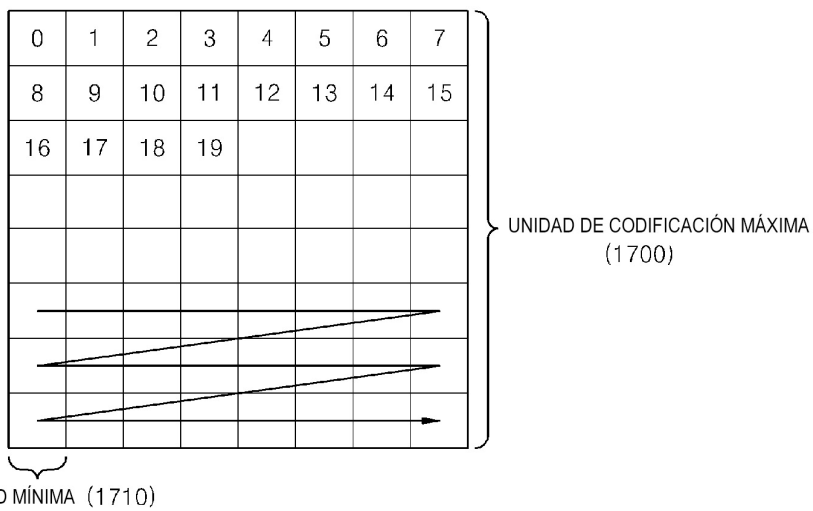 0 1 2 3 4 5 6 7
8 9 10 11 12 13 14 15
16 17 18 19
UNIDAD DE CODIFICACIÓN MÁXIMA
(1700)
MÍNIMA (1710)